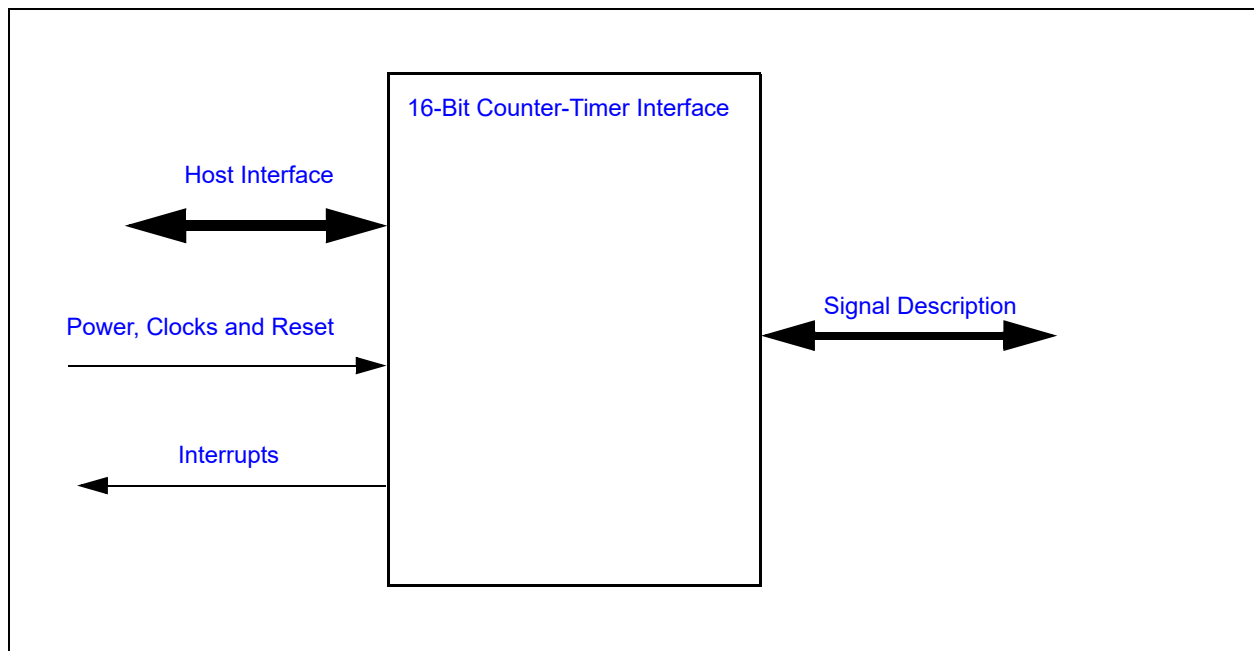 16-Bit Counter-Timer Interface
Host Interface
Signal Description
Power, Clocks and Reset
Interrupts